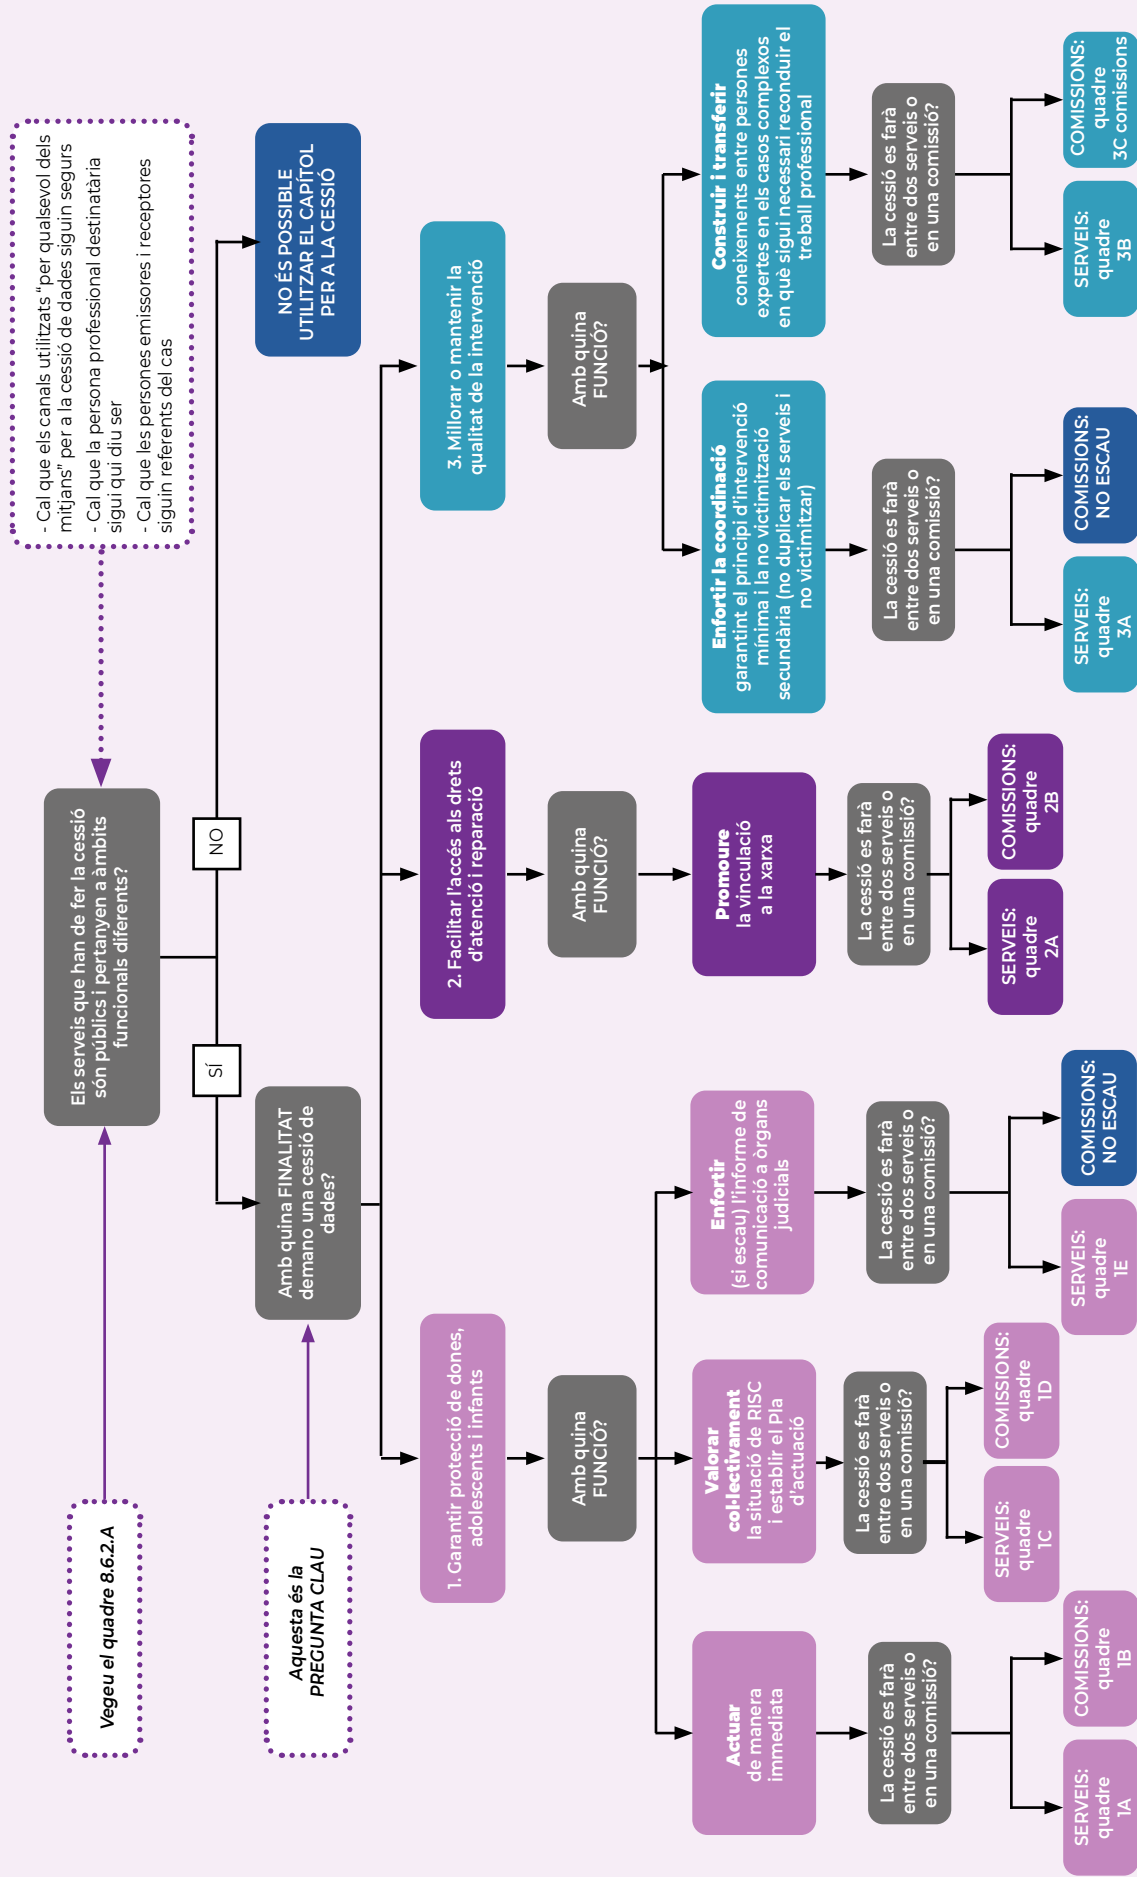 - Cal que els canals utilitzats “per qualsevol dels
mitjans” per a la cessió de dades siguin segurs
- Cal que la persona professional destinatària
sigui qui diu ser
- Cal que les persones emissores i receptores
siguin referents del cas
Vegeu el quadre 8.6.2.A
Els serveis que han de fer la cessió
són públics i pertanyen a àmbits
funcionals diferents?
SÍ
NO
Aquesta és la
PREGUNTA CLAU
Amb quina FINALITAT
demano una cessió de
dades?
NO ÉS POSSIBLE
UTILITZAR EL CAPÍTOL
PER A LA CESSIÓ
1. Garantir protecció de dones,
adolescents i infants
2. Facilitar l’accés als drets
d’atenció i reparació
3. Millorar o mantenir la
qualitat de la intervenció
Amb quina
FUNCIÓ?
Amb quina
FUNCIÓ?
Amb quina
FUNCIÓ?
Actuar
de manera
immediata
Valorar
col·lectivament
la situació de RISC
i establir el Pla
d’actuació
Enfortir
(si escau) l’informe de
comunicació a òrgans
judicials
Promoure
la vinculació
a la xarxa
Enfortir la coordinació
garantint el principi d’intervenció
mínima i la no victimització
secundària (no duplicar els serveis i
no victimitzar)
Construir i transferir
coneixements entre persones
expertes en els casos complexos
en què sigui necessari reconduir el
treball professional
La cessió es farà
entre dos serveis o
en una comissió?
La cessió es farà
entre dos serveis o
en una comissió?
La cessió es farà
entre dos serveis o
en una comissió?
La cessió es farà
entre dos serveis o
en una comissió?
La cessió es farà
entre dos serveis o
en una comissió?
La cessió es farà
entre dos serveis o
en una comissió?
SERVEIS:
quadre
1A
COMISSIONS:
quadre
1B
SERVEIS:
quadre
1C
COMISSIONS:
quadre
1D
SERVEIS:
quadre
1E
COMISSIONS:
NO ESCAU
SERVEIS:
quadre
2A
COMISSIONS:
quadre
2B
SERVEIS:
quadre
3A
COMISSIONS:
NO ESCAU
SERVEIS:
quadre
3B
COMISSIONS:
quadre
3C comissions